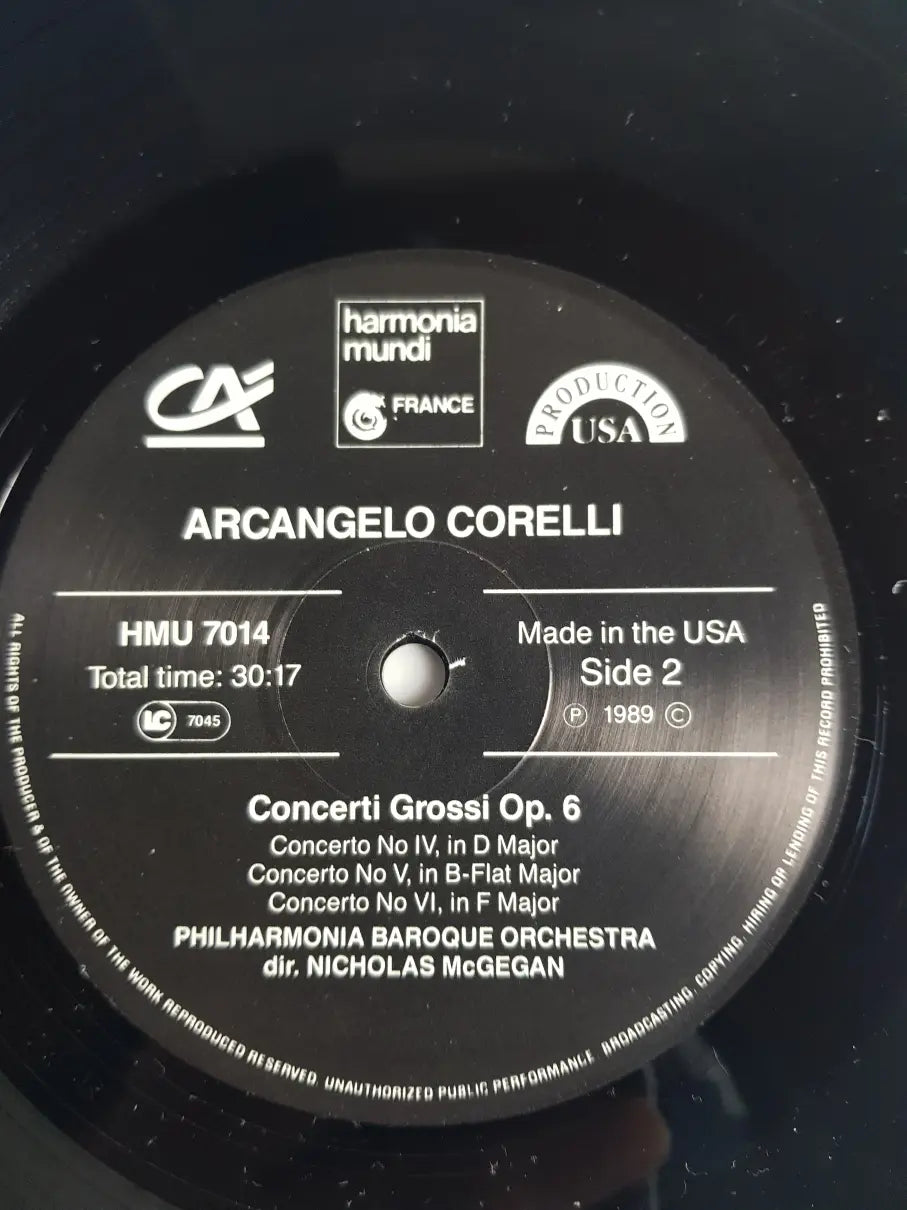 harmonia
mundi
FRANCE
CA
PRODUCTION
USA
ARCANGELO CORELLI
HMU 7014
Total time: 30:17
LC 7045
Made in the USA
Side 2
Ⓟ 1989 ©
Concerti Grossi Op. 6
Concerto No IV, in D Major
Concerto No V, in B-Flat Major
Concerto No VI, in F Major
PHILHARMONIA BAROQUE ORCHESTRA
dir. NICHOLAS McGEGAN
ALL RIGHTS OF THE PRODUCER & OF THE OWNER OF THE WORK REPRODUCED RESERVED. UNAUTHORIZED PUBLIC PERFORMANCE, BROADCASTING, COPYING, HIRING OR LENDING OF THIS RECORD PROHIBITED